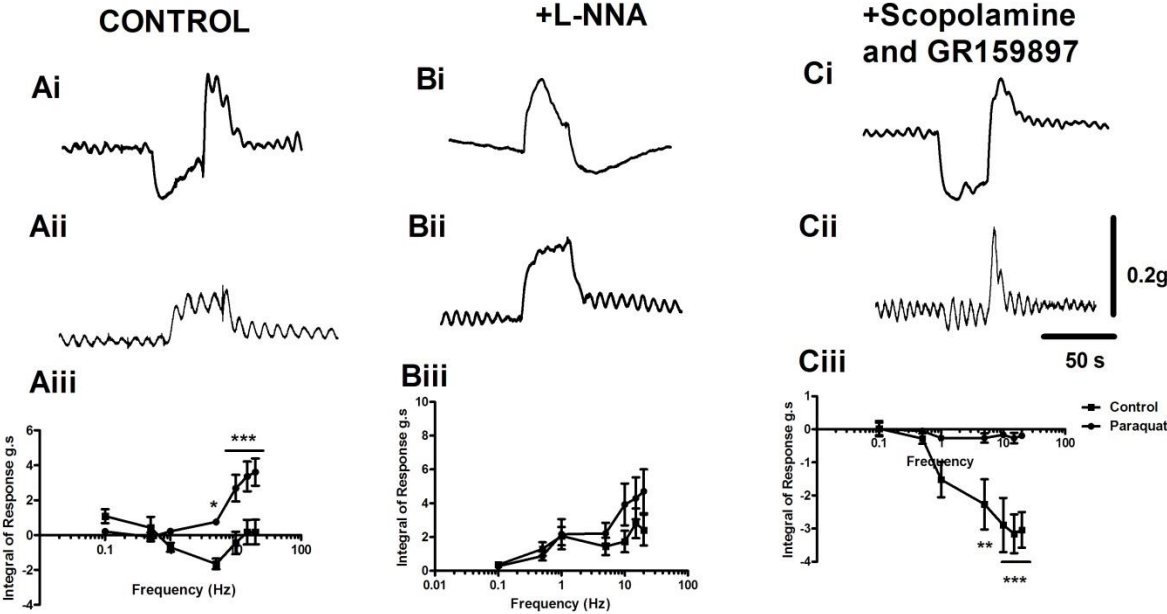 CONTROL
+L-NNA
+Scopolamine
and GR159897
Ai
Bi
Ci
Aii
Bii
Cii
0.2g
50 s
Aiii
Biii
Ciii
Integral of Response g.s
6
4
2
0
-2
-4
0.1
100
*
***
Frequency (Hz)
Integral of Response g.s
10
8
6
4
2
0
0.01
0.1
1
10
100
Frequency (Hz)
Integral of Response g.s
1
0
-1
-2
-3
-4
0.1
1
10
100
Frequency
**
***
Control
Paraquat